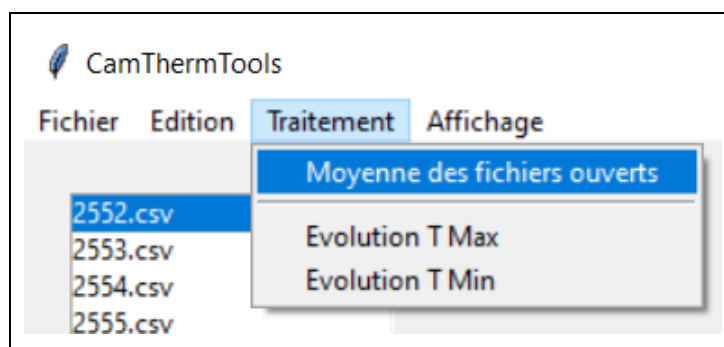 CamThermTools
Fichier Edition Traitement Affichage
Moyenne des fichiers ouverts
Evolution T Max
Evolution T Min
2552.csv
2553.csv
2554.csv
2555.csv